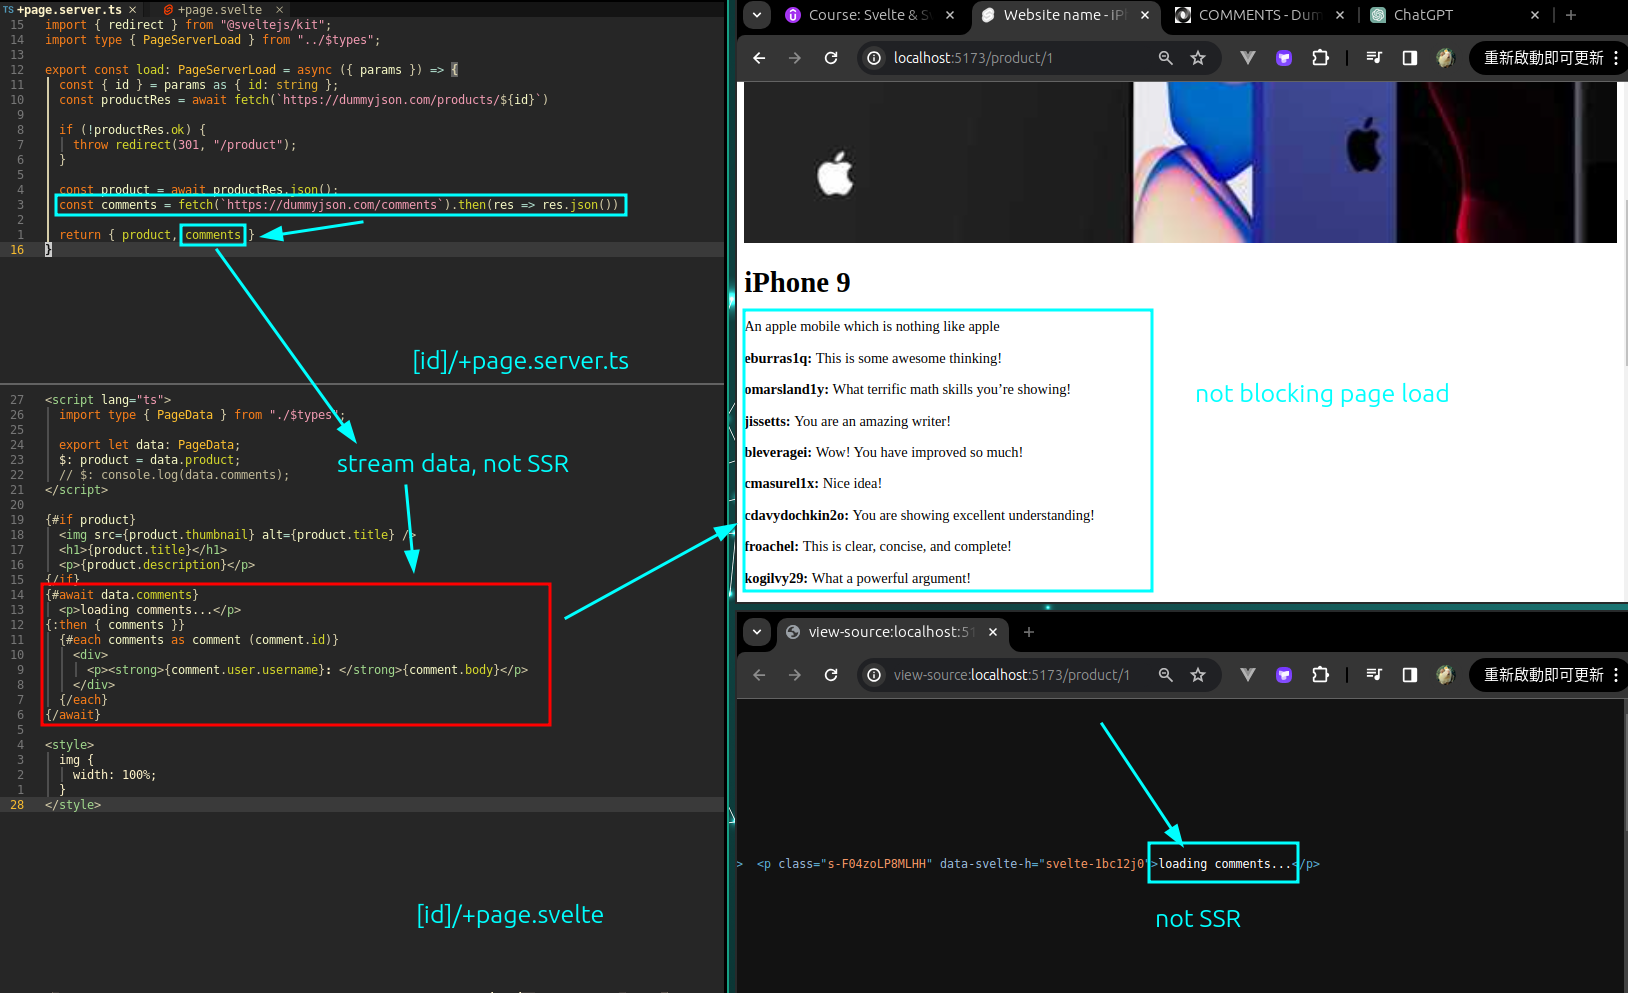 TS +page.server.ts ×
+page.svelte ×
15 import { redirect } from "@sveltejs/kit";
14 import type { PageServerLoad } from "../$types";
13
12 export const load: PageServerLoad = async ({ params }) => {
11 const { id } = params as { id: string };
10 const productRes = await fetch(`https://dummyjson.com/products/${id}`)
9
8 if (!productRes.ok) {
7 throw redirect(301, "/product");
6 }
5
4 const product = await productRes.json();
3 const comments = fetch(`https://dummyjson.com/comments`).then(res => res.json())
2
1 return { product, comments }
16 }
[id]/+page.server.ts
27 <script lang="ts">
26 import type { PageData } from "./$types";
25
24 export let data: PageData;
23 $: product = data.product;
22 // $: console.log(data.comments);
21 </script>
stream data, not SSR
20
19 {#if product}
18 <img src={product.thumbnail} alt={product.title} />
17 <h1>{product.title}</h1>
16 <p>{product.description}</p>
15 {/if}
14 {#await data.comments}
13 <p>loading comments...</p>
12 {:then { comments }}
11 {#each comments as comment (comment.id)}
10 <div>
9 <p><strong>{comment.user.username}: </strong>{comment.body}</p>
8 </div>
7 {/each}
6 {/await}
5
4 <style>
3 img {
2 width: 100%;
1 }
28 </style>
[id]/+page.svelte
Course: Svelte & Sv
Website name - iPh
COMMENTS - Dum
ChatGPT
localhost:5173/product/1
重新啟動即可更新
iPhone 9
An apple mobile which is nothing like apple
eburras1q: This is some awesome thinking!
omarsland1y: What terrific math skills you’re showing!
jissetts: You are an amazing writer!
bleveragei: Wow! You have improved so much!
cmasurel1x: Nice idea!
cdavydochkin2o: You are showing excellent understanding!
froachel: This is clear, concise, and complete!
kogilvy29: What a powerful argument!
not blocking page load
view-source:localhost:51
view-source:localhost:5173/product/1
重新啟動即可更新
> <p class="s-F04zoLP8MLHH" data-svelte-h="svelte-1bc12j0">loading comments...</p>
not SSR